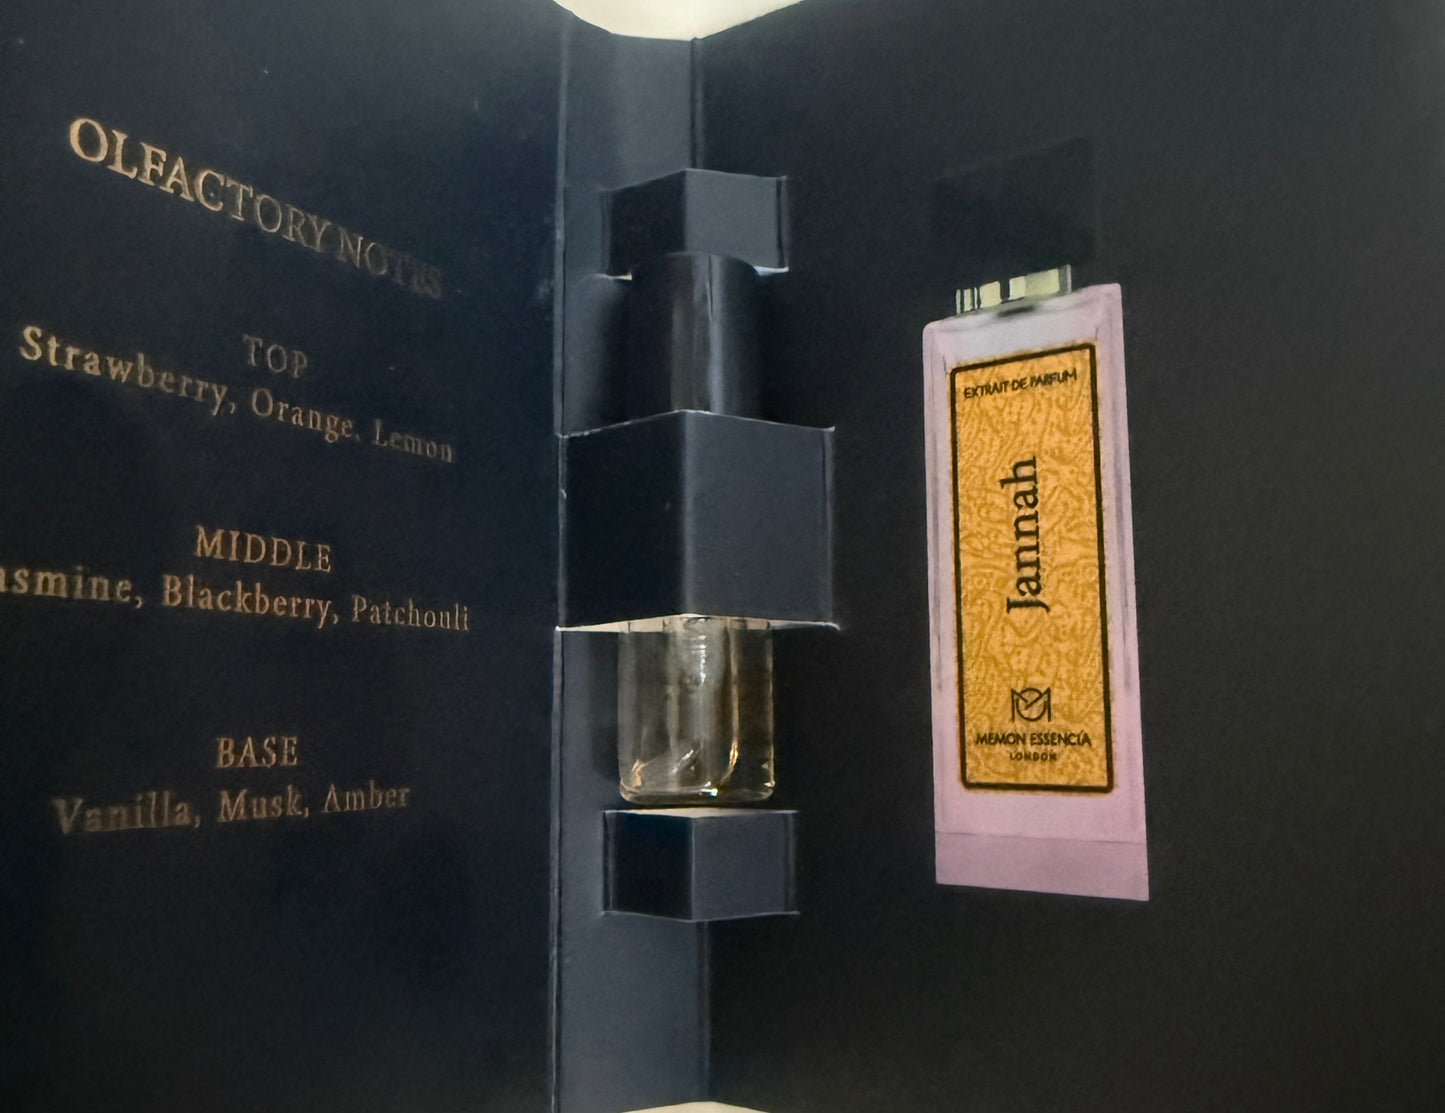 OLFACTORY NOTES
TOP
Strawberry, Orange, Lemon
MIDDLE
asmine, Blackberry, Patchouli
BASE
Vanilla, Musk, Amber
EXTRAIT DE PARFUM
Jannah
MEMON ESSENCIA
LONDON